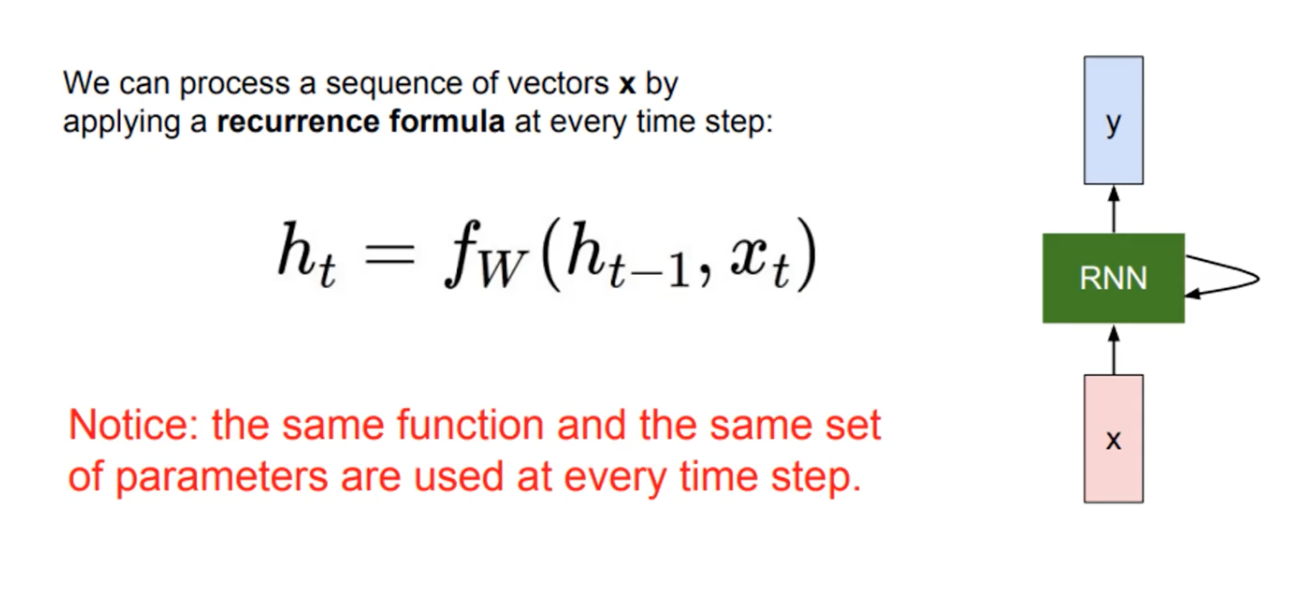 We can process a sequence of vectors x by
applying a recurrence formula at every time step:
h_t = f_W(h_{t-1}, x_t)
Notice: the same function and the same set
of parameters are used at every time step.
y
RNN
x